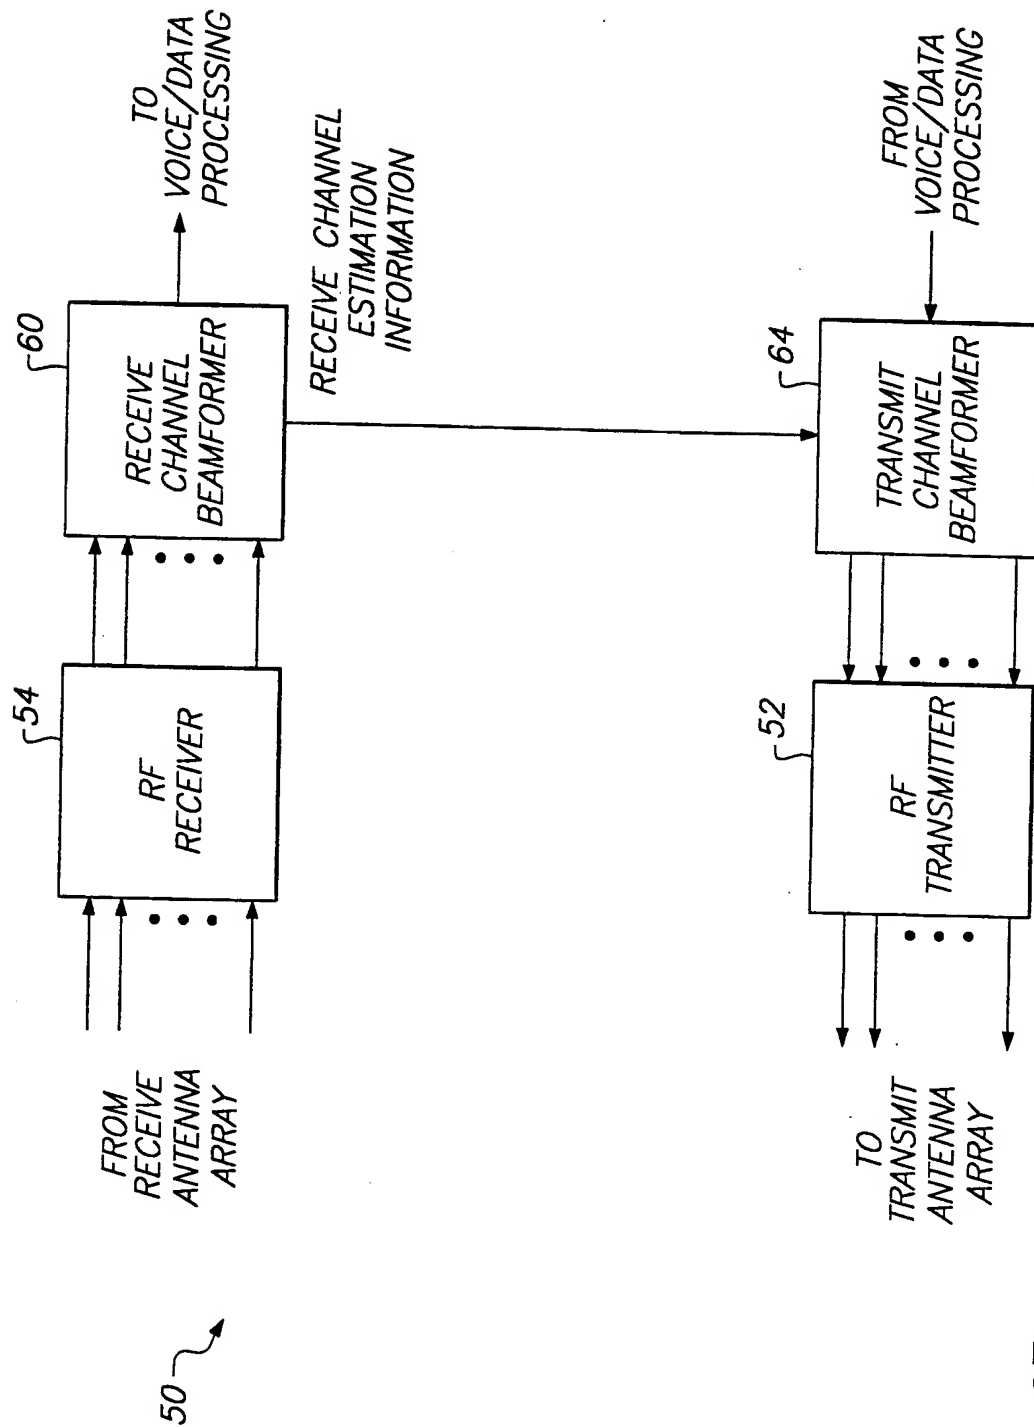 50
FROM
RECEIVE
ANTENNA
ARRAY
54
RF
RECEIVER
60
RECEIVE
CHANNEL
BEAMFORMER
TO
VOICE/DATA
PROCESSING
RECEIVE CHANNEL
ESTIMATION
INFORMATION
TO
TRANSMIT
ANTENNA
ARRAY
52
RF
TRANSMITTER
64
TRANSMIT
CHANNEL
BEAMFORMER
FROM
VOICE/DATA
PROCESSING